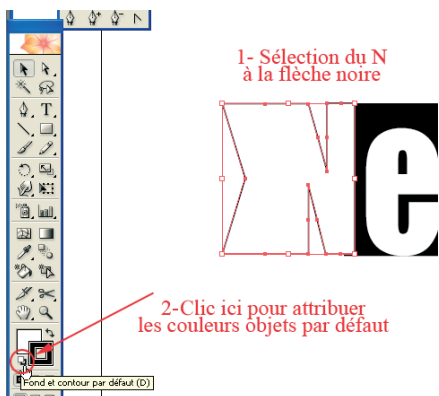 1- Sélection du N
à la flèche noire
e
2-Clic ici pour attribuer
les couleurs objets par défaut
Fond et contour par défaut (D)